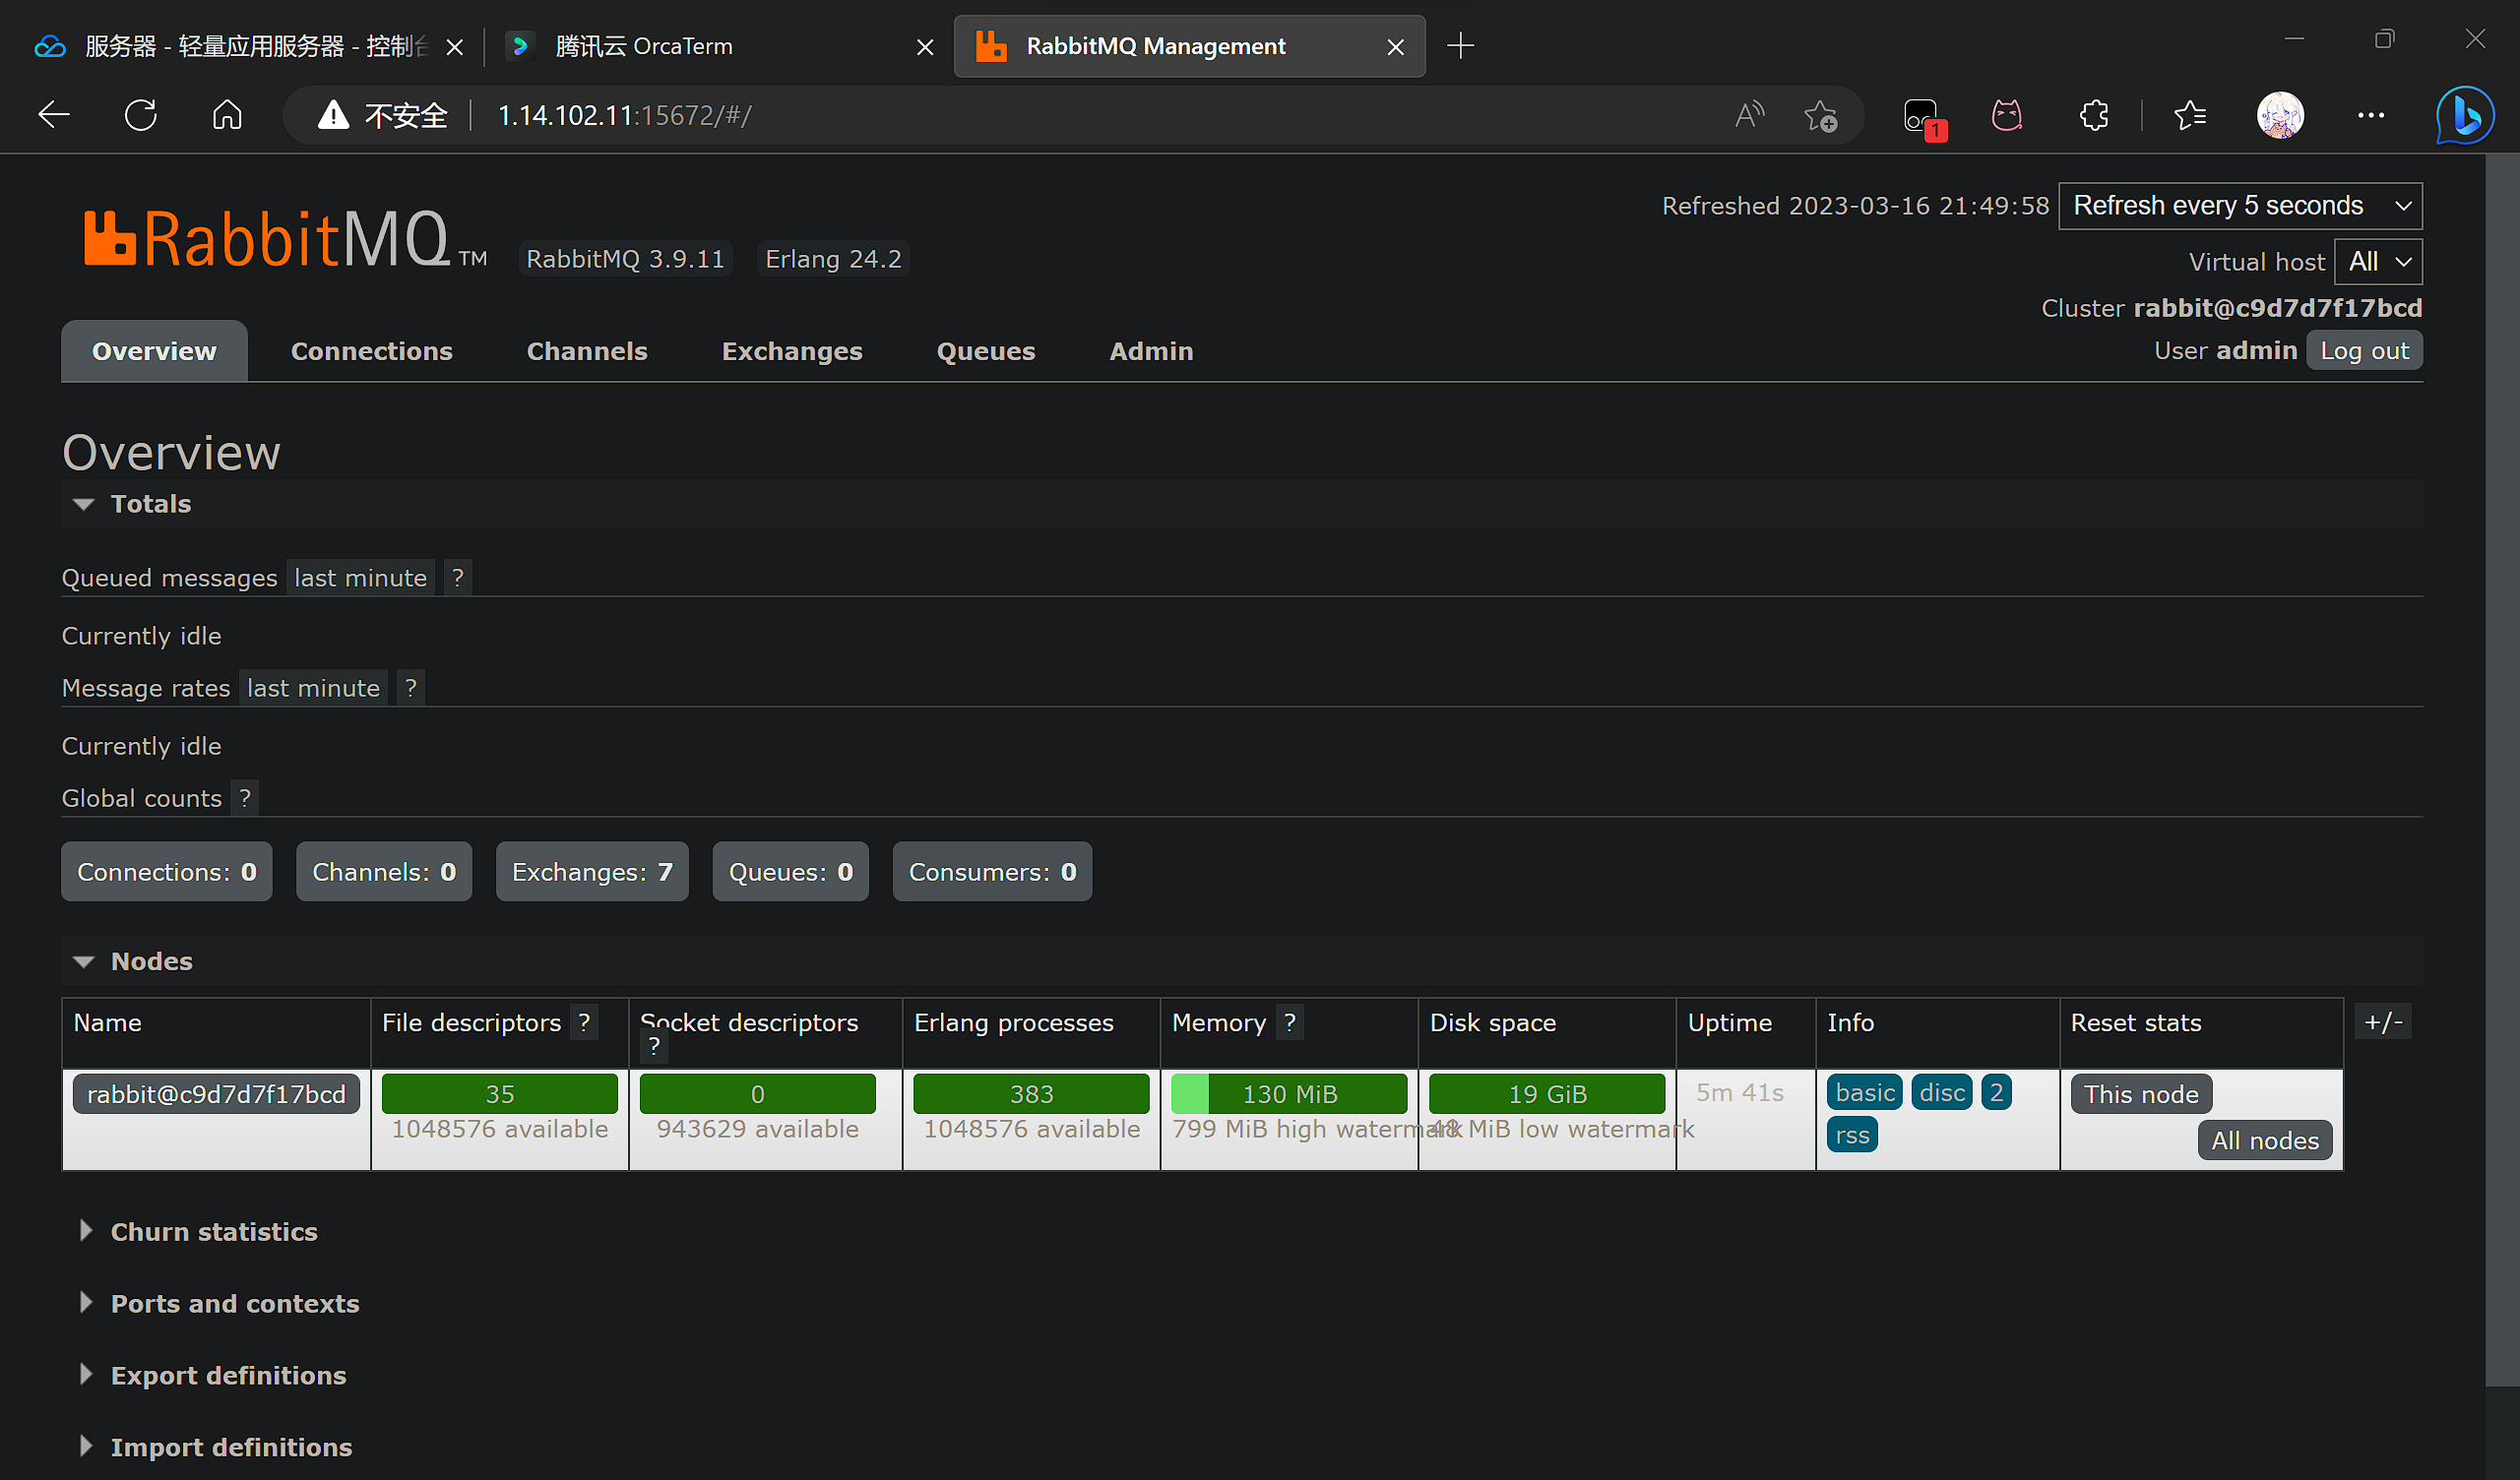 服务器 - 轻量应用服务器 - 控制台
腾讯云 OrcaTerm
RabbitMQ Management
不安全
1.14.102.11:15672/#/
1
RabbitMQ TM
RabbitMQ 3.9.11
Erlang 24.2
Refreshed 2023-03-16 21:49:58
Refresh every 5 seconds
Virtual host All
Cluster rabbit@c9d7d7f17bcd
User admin Log out
Overview Connections Channels Exchanges Queues Admin
Overview
Totals
Queued messages last minute ?
Currently idle
Message rates last minute ?
Currently idle
Global counts ?
Connections: 0 Channels: 0 Exchanges: 7 Queues: 0 Consumers: 0
Nodes
Name File descriptors ? Socket descriptors ? Erlang processes Memory ? Disk space Uptime Info Reset stats +/-
rabbit@c9d7d7f17bcd 35 0 383 130 MiB 19 GiB 5m 41s basic disc 2 This node
1048576 available 943629 available 1048576 available 799 MiB high watermark 48 MiB low watermark rss All nodes
Churn statistics
Ports and contexts
Export definitions
Import definitions